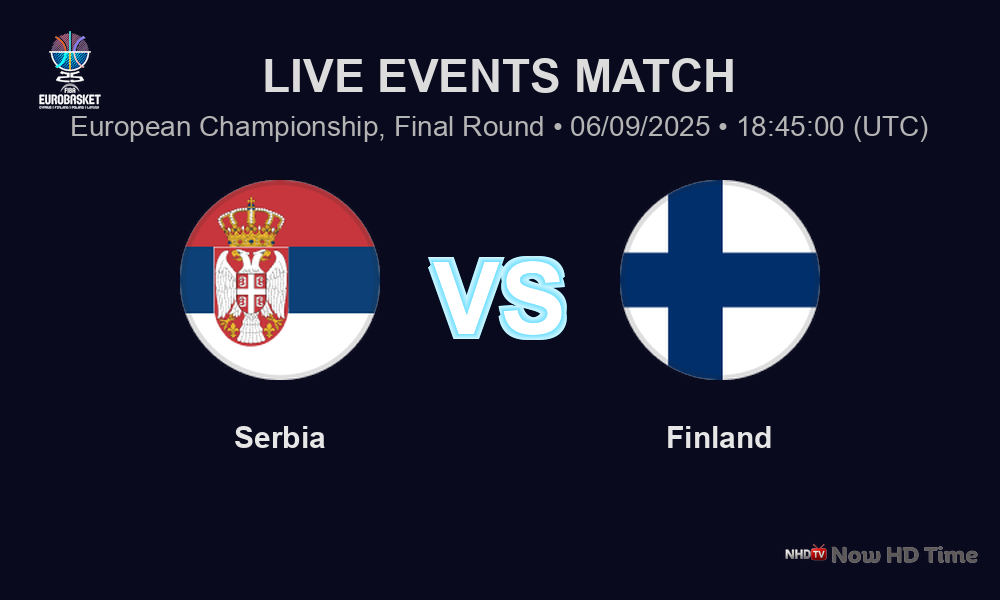 LIVE EVENTS MATCH
European Championship, Final Round • 06/09/2025 • 18:45:00 (UTC)
FIBA
EUROBASKET
VS
Serbia
Finland
NHDTV Now HD Time